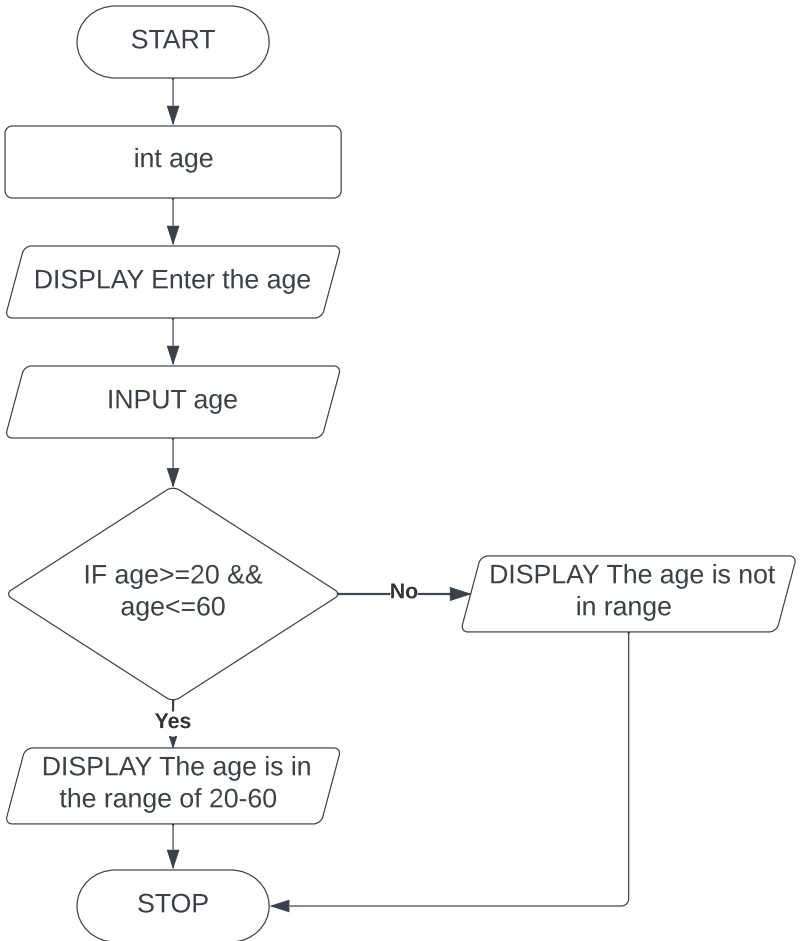 START
int age
DISPLAY Enter the age
INPUT age
IF age>=20 &&
age<=60
No
DISPLAY The age is not
in range
Yes
DISPLAY The age is in
the range of 20-60
STOP